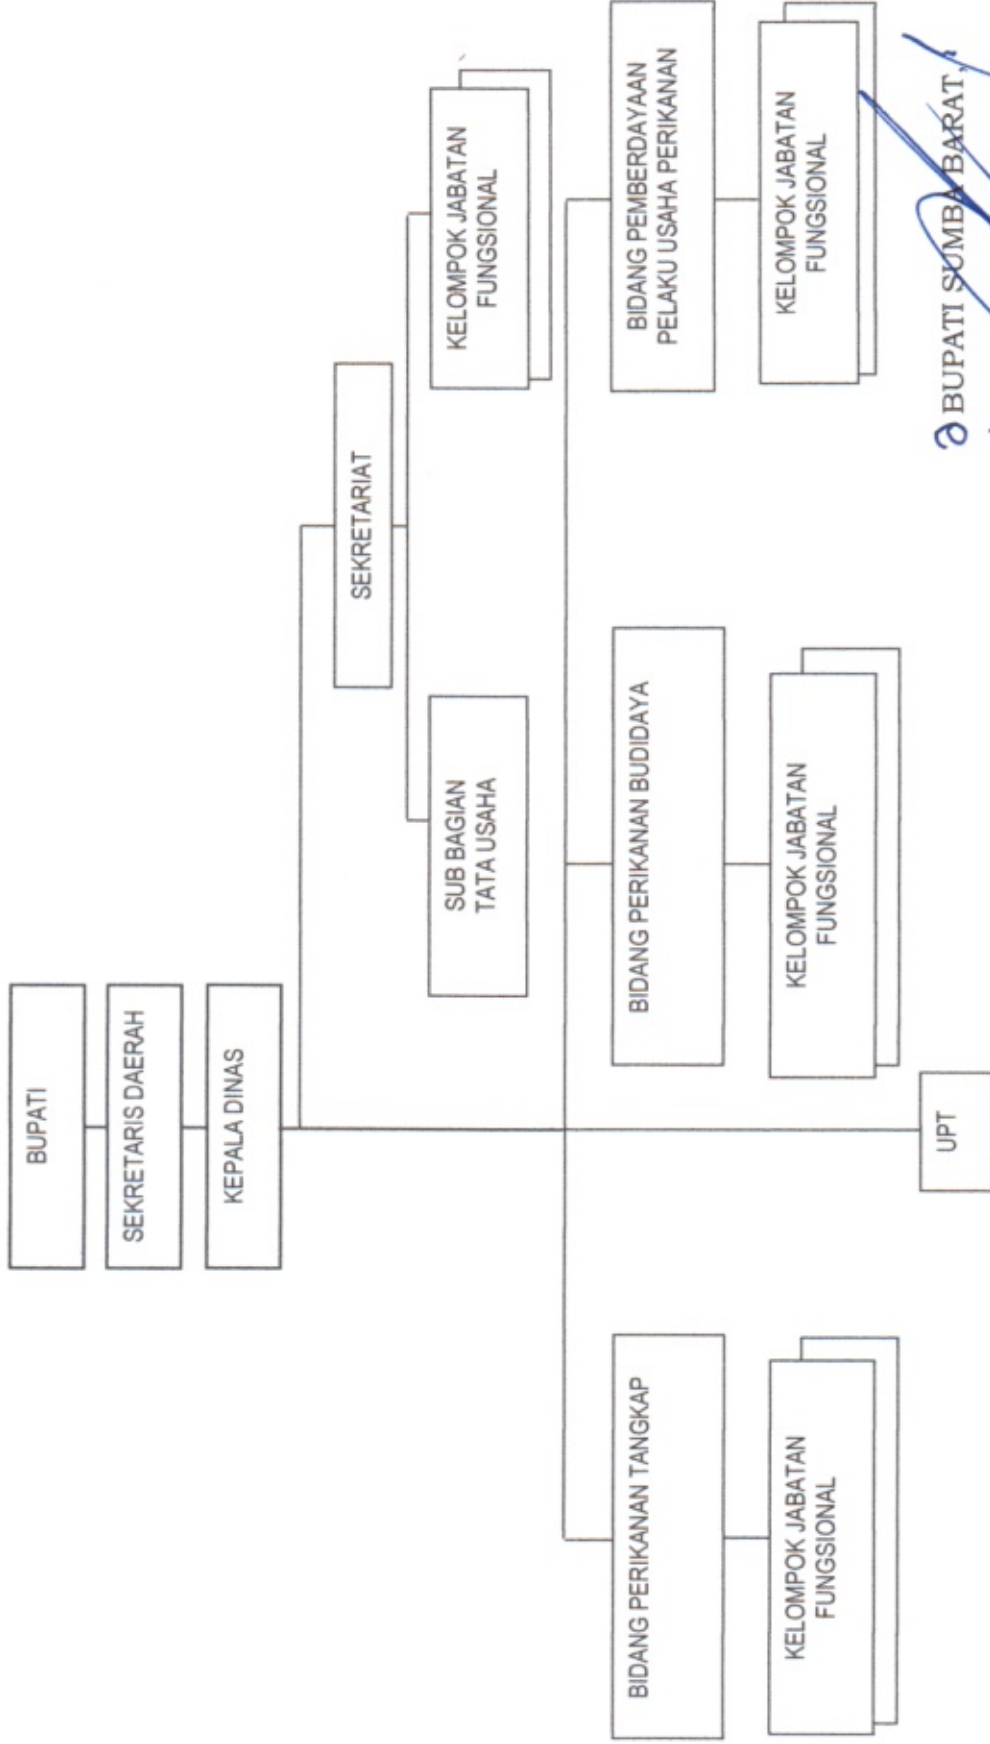 BUPATI
SEKRETARIS DAERAH
KEPALA DINAS
SEKRETARIAT
SUB BAGIAN
TATA USAHA
KELOMPOK JABATAN
FUNGSIONAL
BIDANG PERIKANAN TANGKAP
BIDANG PERIKANAN BUDIDAYA
BIDANG PEMBERDAYAAN
PELAKU USAHA PERIKANAN
KELOMPOK JABATAN
FUNGSIONAL
KELOMPOK JABATAN
FUNGSIONAL
KELOMPOK JABATAN
FUNGSIONAL
UPT
BUPATI SUMBA BARAT,